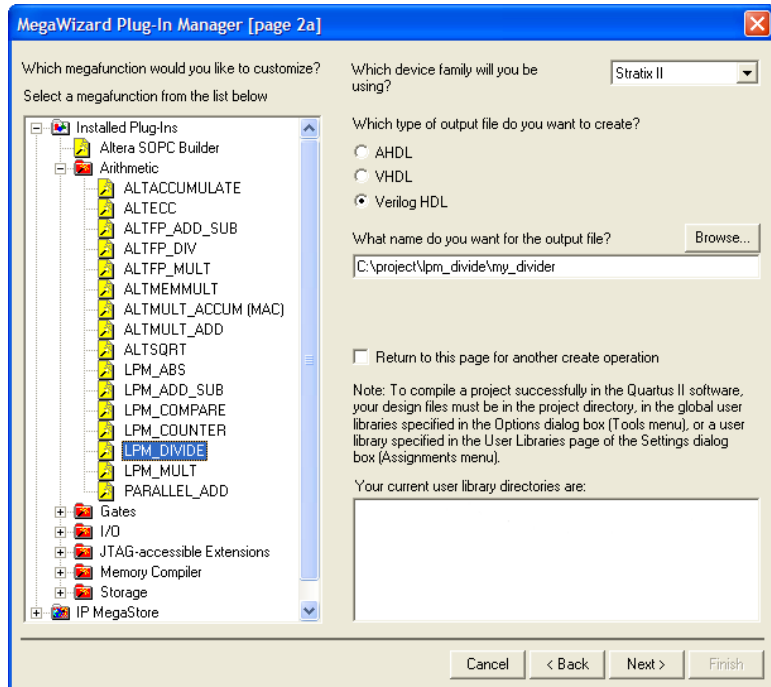 MegaWizard Plug-In Manager [page 2a]
Which megafunction would you like to customize?
Select a megafunction from the list below
Installed Plug-Ins
Altera SOPC Builder
Arithmetic
ALTACCUMULATE
ALTECC
ALTFP_ADD_SUB
ALTFP_DIV
ALTFP_MULT
ALTMEMMULT
ALTMULT_ACCUM (MAC)
ALTMULT_ADD
ALTSQRT
LPM_ABS
LPM_ADD_SUB
LPM_COMPARE
LPM_COUNTER
LPM_DIVIDE
LPM_MULT
PARALLEL_ADD
Gates
I/O
JTAG-accessible Extensions
Memory Compiler
Storage
IP MegaStore
Which device family will you be
using?
Stratix II
Which type of output file do you want to create?
AHDL
VHDL
Verilog HDL
What name do you want for the output file?
Browse...
C:\project\lpm_divide\my_divider
Return to this page for another create operation
Note: To compile a project successfully in the Quartus II software,
your design files must be in the project directory, in the global user
libraries specified in the Options dialog box (Tools menu), or a user
library specified in the User Libraries page of the Settings dialog
box (Assignments menu).
Your current user library directories are:
Cancel
< Back
Next >
Finish